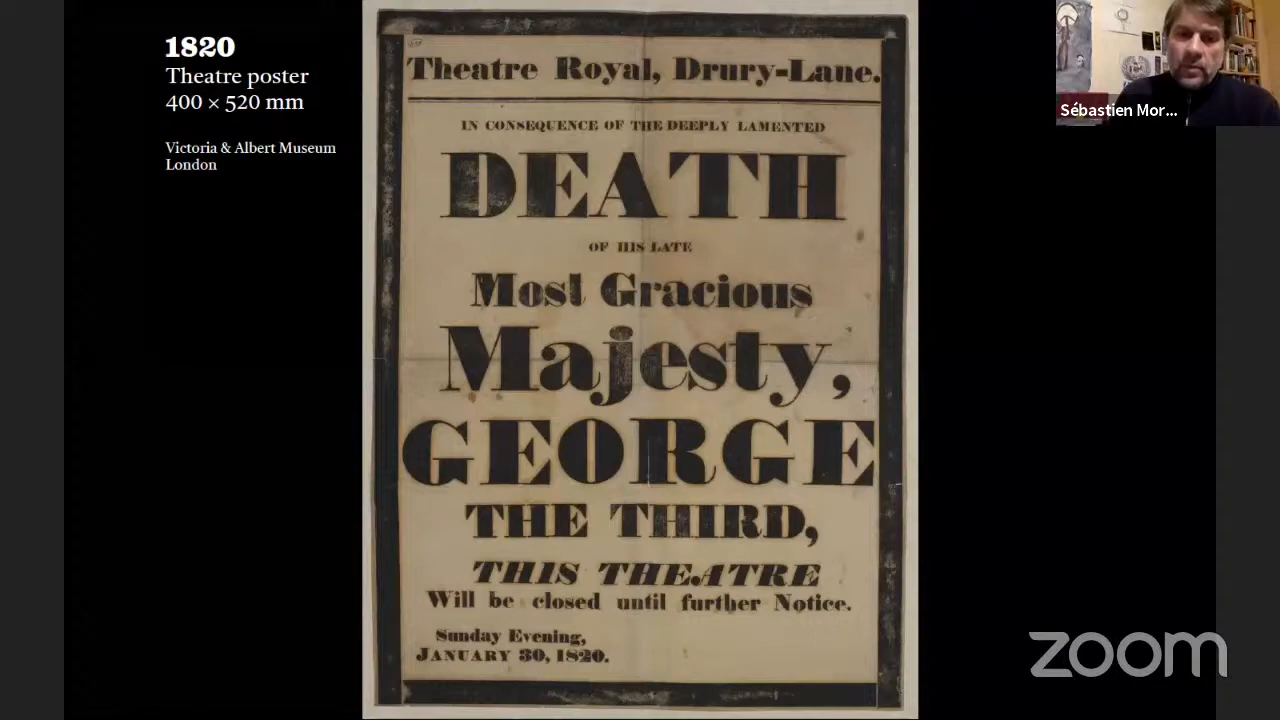 1820
Theatre poster
400 × 520 mm
Victoria & Albert Museum
London
Theatre Royal, Drury-Lane.
IN CONSEQUENCE OF THE DEEPLY LAMENTED
DEATH
OF HIS LATE
Most Gracious
Majesty,
GEORGE
THE THIRD,
THIS THEATRE
Will be closed until further Notice.
Sunday Evening,
JANUARY 30, 1820.
Sébastien Mor...
zoom